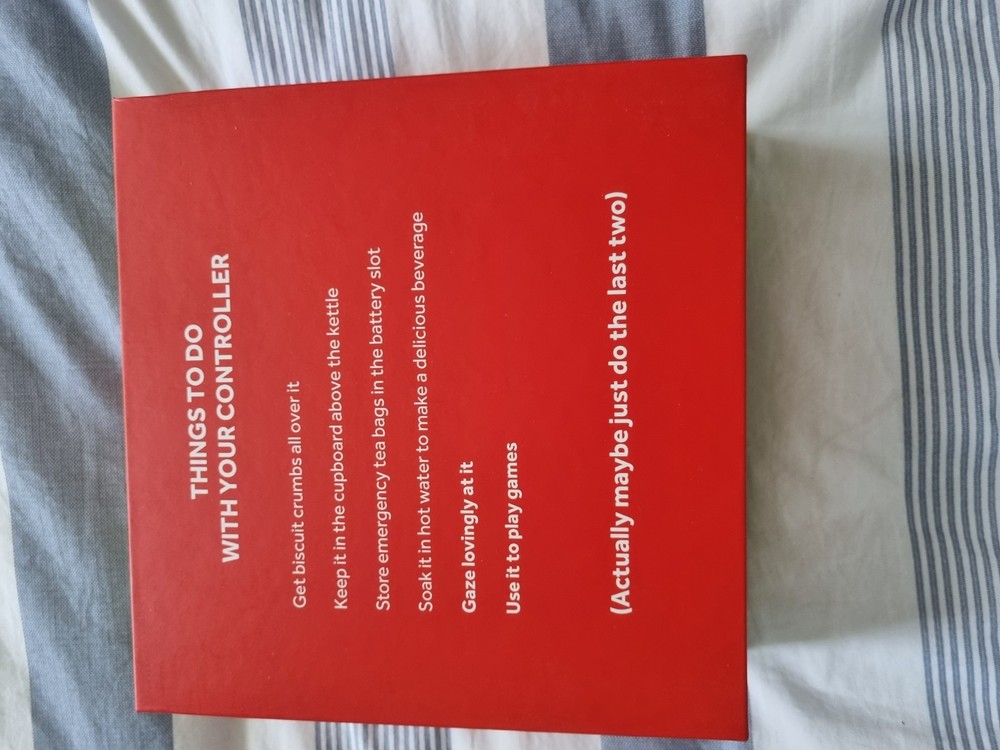 THINGS TO DO
WITH YOUR CONTROLLER
Get biscuit crumbs all over it
Keep it in the cupboard above the kettle
Store emergency tea bags in the battery slot
Soak it in hot water to make a delicious beverage
Gaze lovingly at it
Use it to play games
(Actually maybe just do the last two)